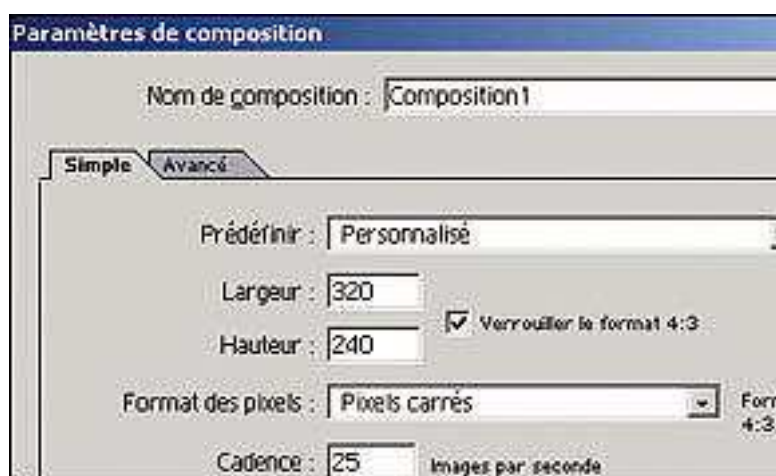 Paramètres de composition
Nom de composition : Composition1
Simple Avancé
Prédéfinir : Personnalisé
Largeur : 320
Verrouiller le format 4:3
Hauteur : 240
Format des pixels : Pixels carrés
4:3
Cadence : 25 Images par seconde